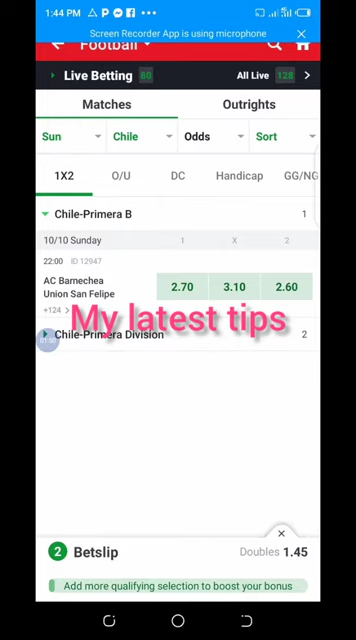 1:44 PM
Screen Recorder App is using microphone
Football
Live Betting 80 All Live 128
Matches Outrights
Sun Chile Odds Sort
1X2 O/U DC Handicap GG/NG
Chile-Primera B 1
10/10 Sunday 1 X 2
22:00 ID 12947
AC Barnechea
Union San Felipe
2.70 3.10 2.60
+124
My latest tips
01:50
Chile-Primera Division 2
2 Betslip Doubles 1.45
Add more qualifying selection to boost your bonus